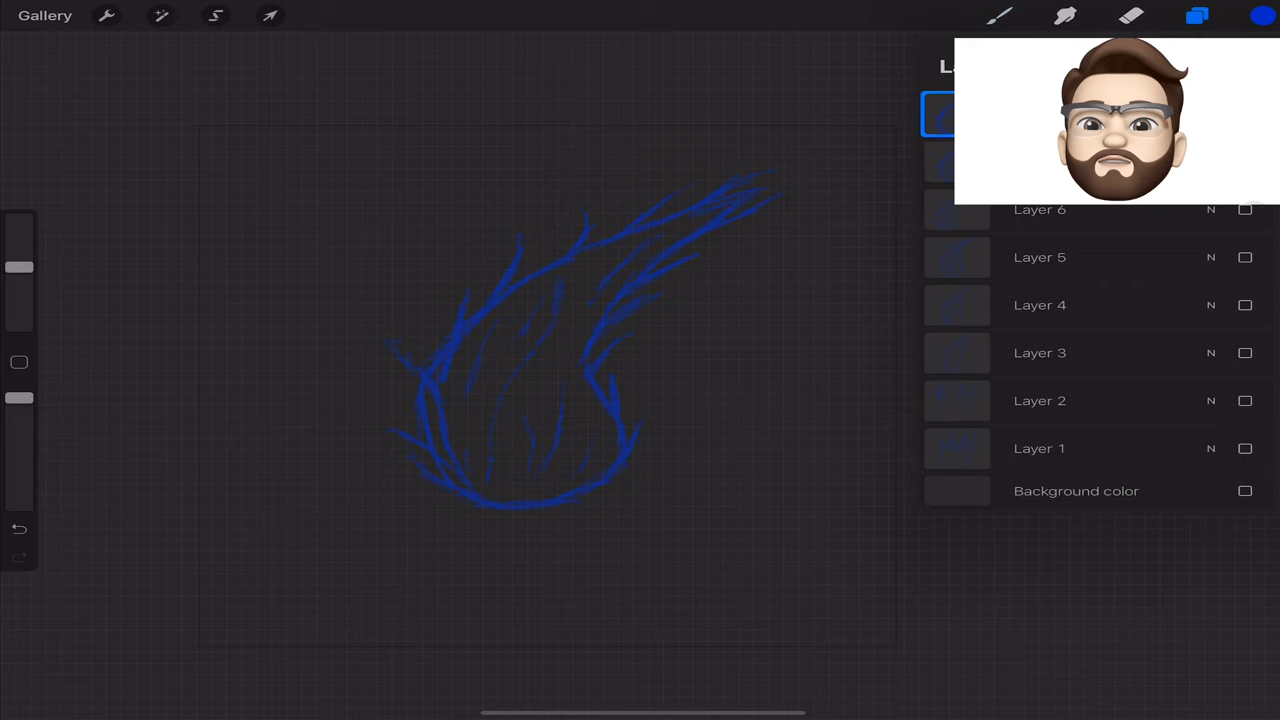 Gallery
Layer 6 N
Layer 5 N
Layer 4 N
Layer 3 N
Layer 2 N
Layer 1 N
Background color